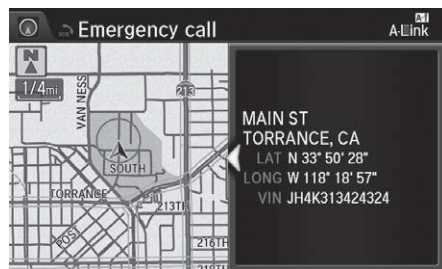 Emergency call
A-Link
N
1/4mi
VAN NESS
213
SOUTH
TORRANCE
213TH
POST
216TH
218TH
MAIN ST
TORRANCE, CA
LAT N 33° 50' 28"
LONG W 118° 18' 57"
VIN JH4K313424324